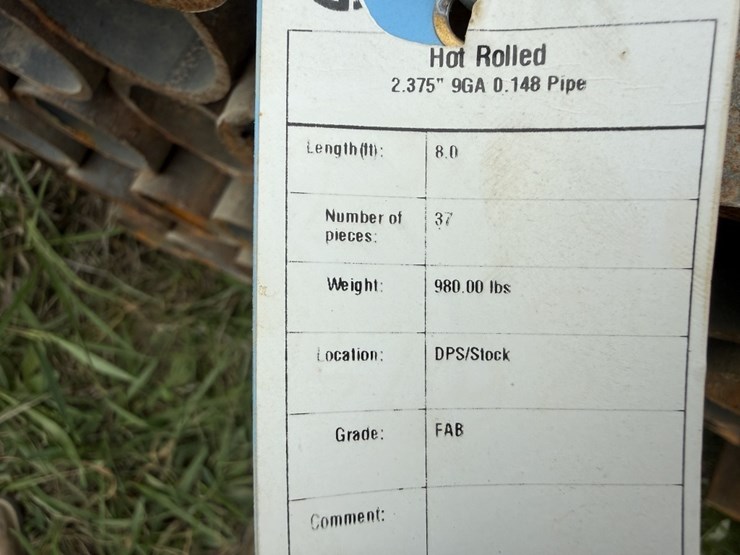 Hot Rolled
2.375" 9GA 0.148 Pipe
Length(ft): 8.0
Number of pieces: 37
Weight: 980.00 lbs
Location: DPS/Stock
Grade: FAB
Comment: